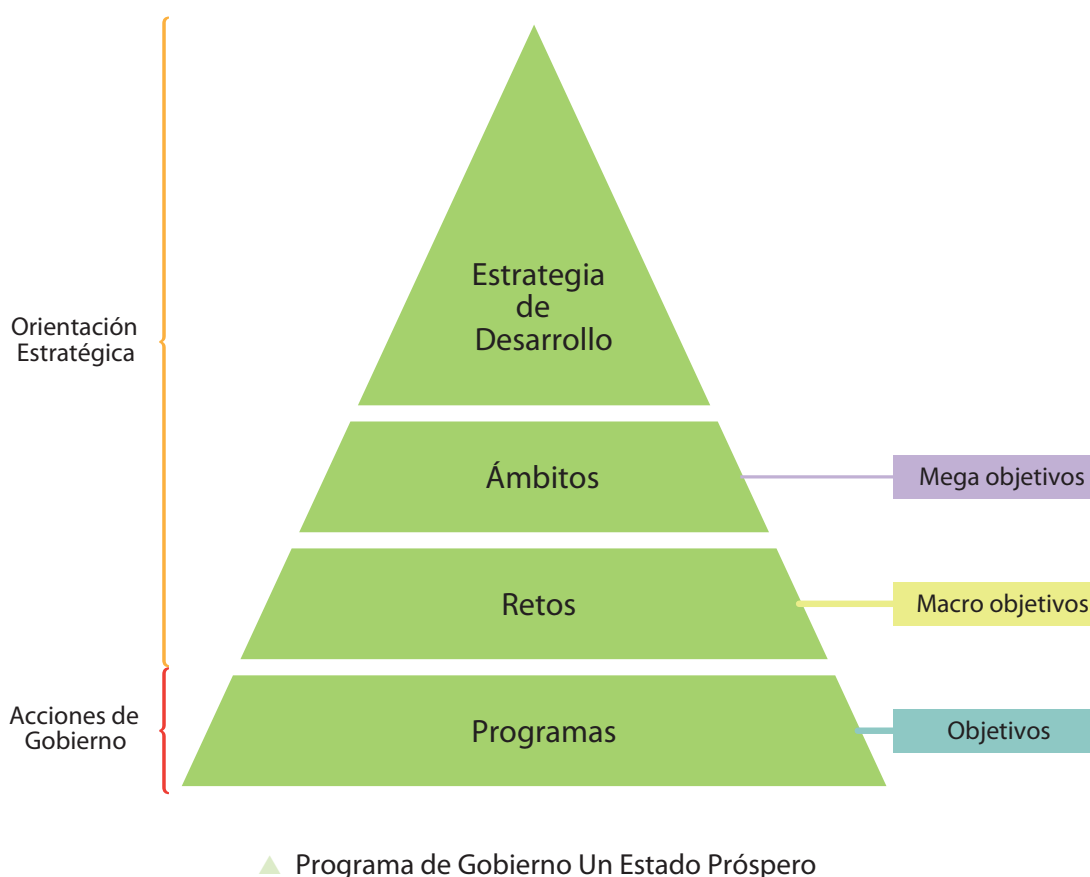 Estrategia
de
Desarrollo
Orientación
Estratégica
Ámbitos
Mega objetivos
Retos
Macro objetivos
Acciones de
Gobierno
Programas
Objetivos
Programa de Gobierno Un Estado Próspero